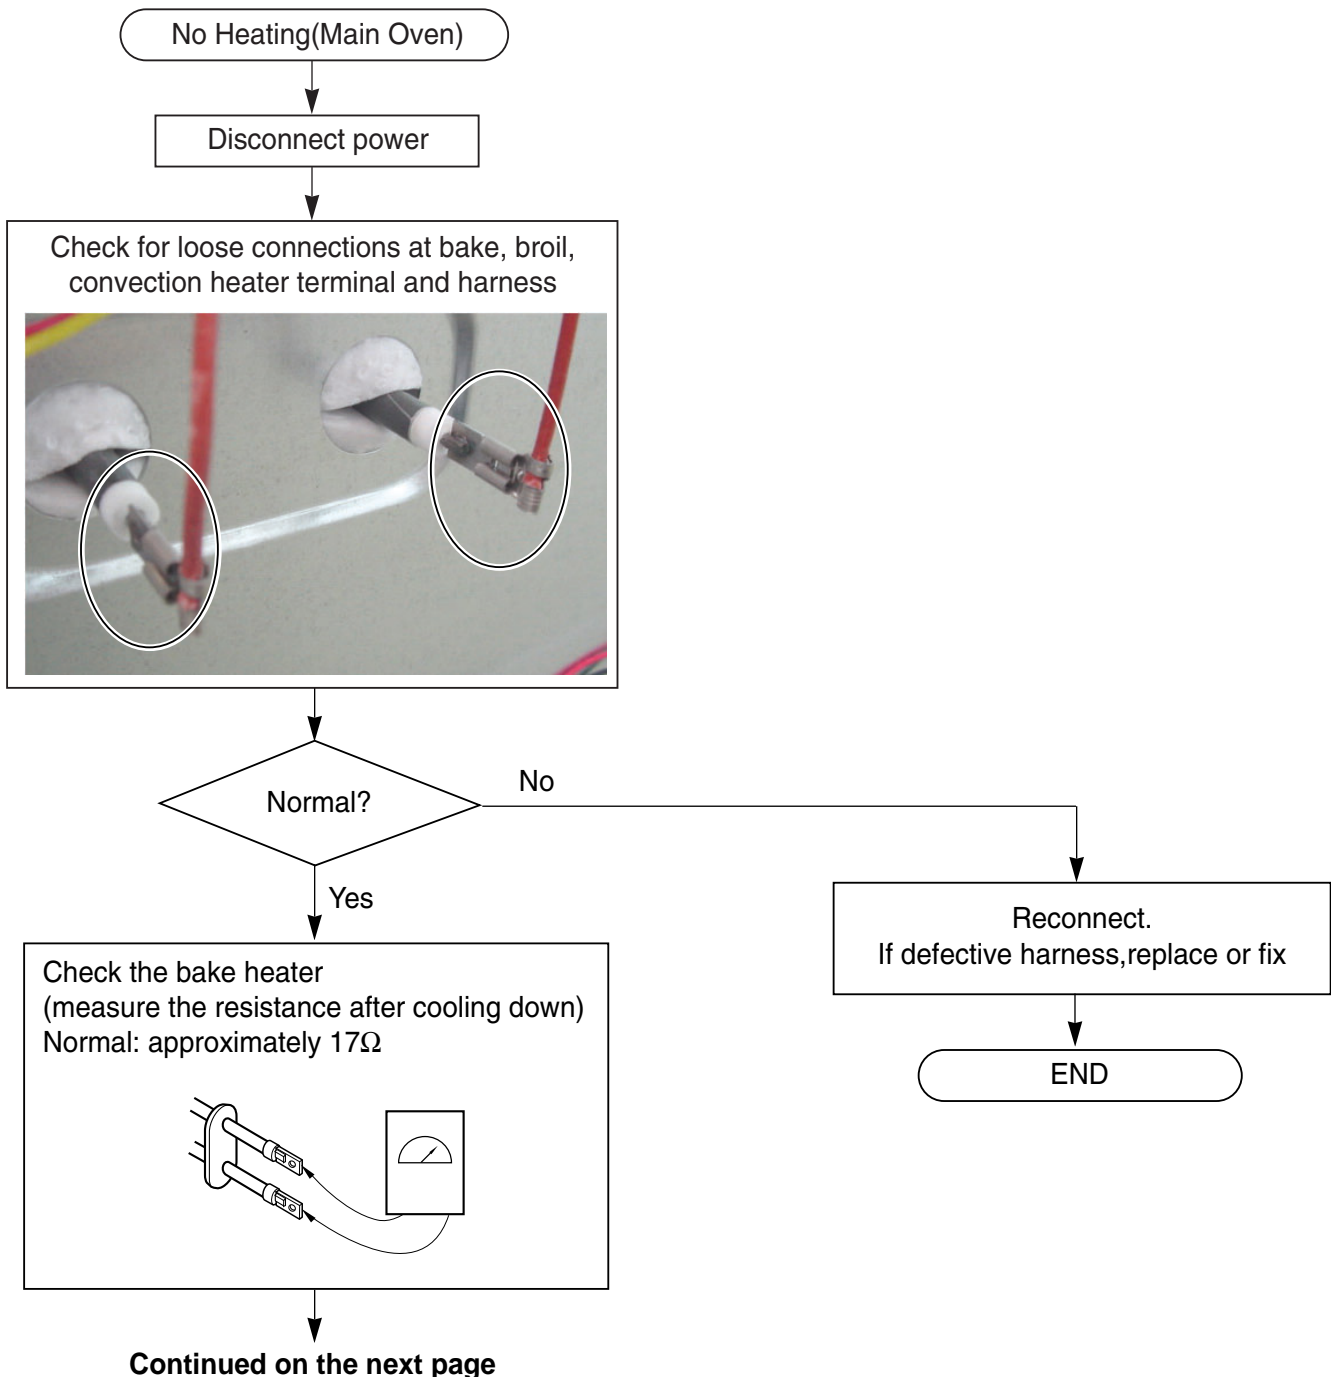 No Heating(Main Oven)
Disconnect power
Check for loose connections at bake, broil,
convection heater terminal and harness
Normal?
No
Yes
Reconnect.
If defective harness,replace or fix
END
Check the bake heater
(measure the resistance after cooling down)
Normal: approximately 17Ω
Continued on the next page